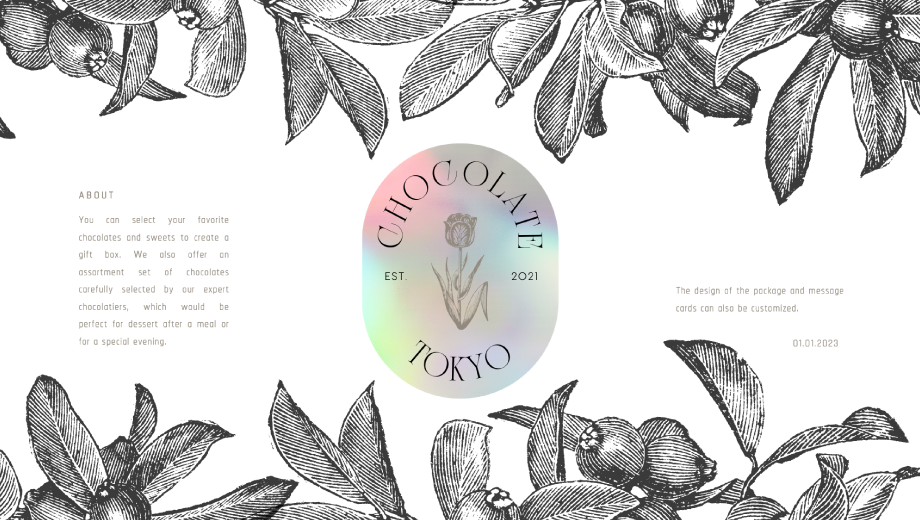 ABOUT
You can select your favorite
chocolates and sweets to create a
gift box. We also offer an
assortment set of chocolates
carefully selected by our expert
chocolatiers, which would be
perfect for dessert after a meal or
for a special evening.
CHOCOLATE
EST. 2021
TOKYO
The design of the package and message
cards can also be customized.
01.01.2023